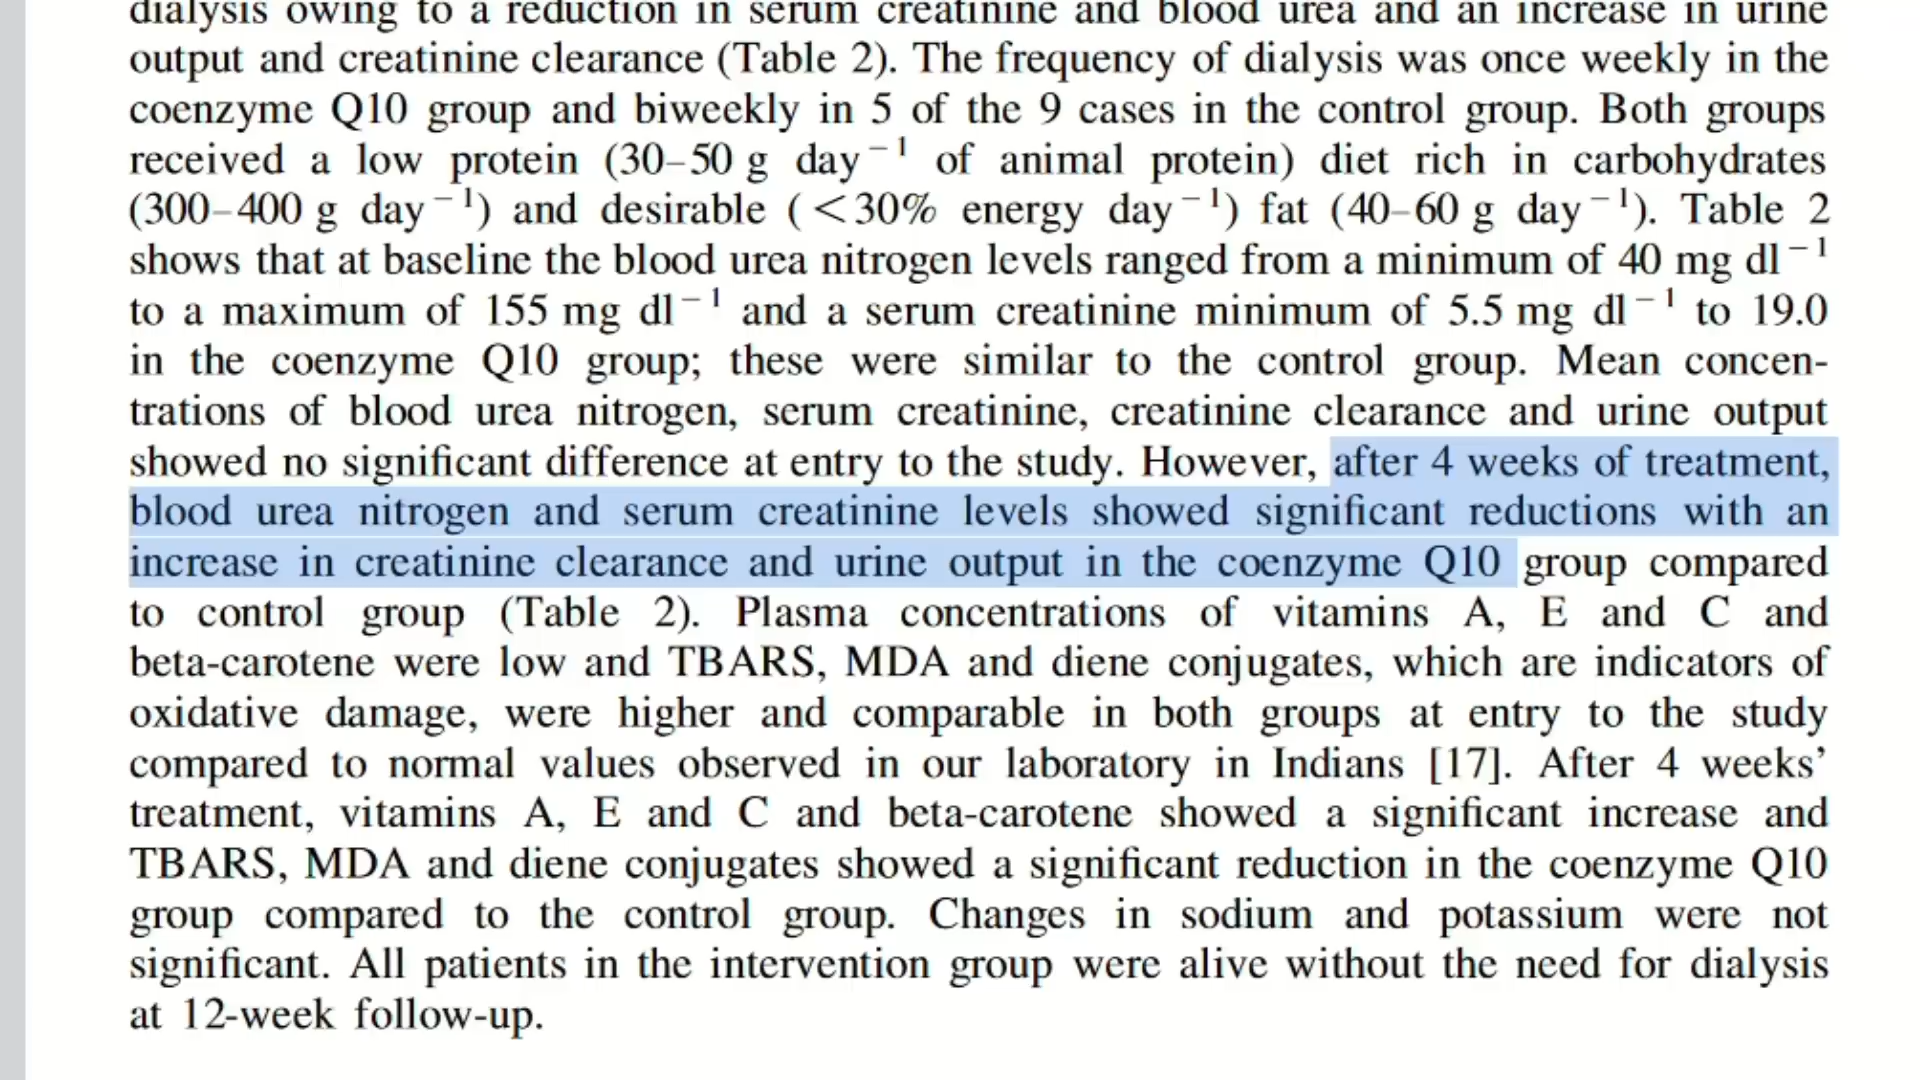 dialysis owing to a reduction in serum creatinine and blood urea and an increase in urine
output and creatinine clearance (Table 2). The frequency of dialysis was once weekly in the
coenzyme Q10 group and biweekly in 5 of the 9 cases in the control group. Both groups
received a low protein (30–50 g day⁻¹ of animal protein) diet rich in carbohydrates
(300–400 g day⁻¹) and desirable (<30% energy day⁻¹) fat (40–60 g day⁻¹). Table 2
shows that at baseline the blood urea nitrogen levels ranged from a minimum of 40 mg dl⁻¹
to a maximum of 155 mg dl⁻¹ and a serum creatinine minimum of 5.5 mg dl⁻¹ to 19.0
in the coenzyme Q10 group; these were similar to the control group. Mean concen-
trations of blood urea nitrogen, serum creatinine, creatinine clearance and urine output
showed no significant difference at entry to the study. However, after 4 weeks of treatment,
blood urea nitrogen and serum creatinine levels showed significant reductions with an
increase in creatinine clearance and urine output in the coenzyme Q10 group compared
to control group (Table 2). Plasma concentrations of vitamins A, E and C and
beta-carotene were low and TBARS, MDA and diene conjugates, which are indicators of
oxidative damage, were higher and comparable in both groups at entry to the study
compared to normal values observed in our laboratory in Indians [17]. After 4 weeks’
treatment, vitamins A, E and C and beta-carotene showed a significant increase and
TBARS, MDA and diene conjugates showed a significant reduction in the coenzyme Q10
group compared to the control group. Changes in sodium and potassium were not
significant. All patients in the intervention group were alive without the need for dialysis
at 12-week follow-up.